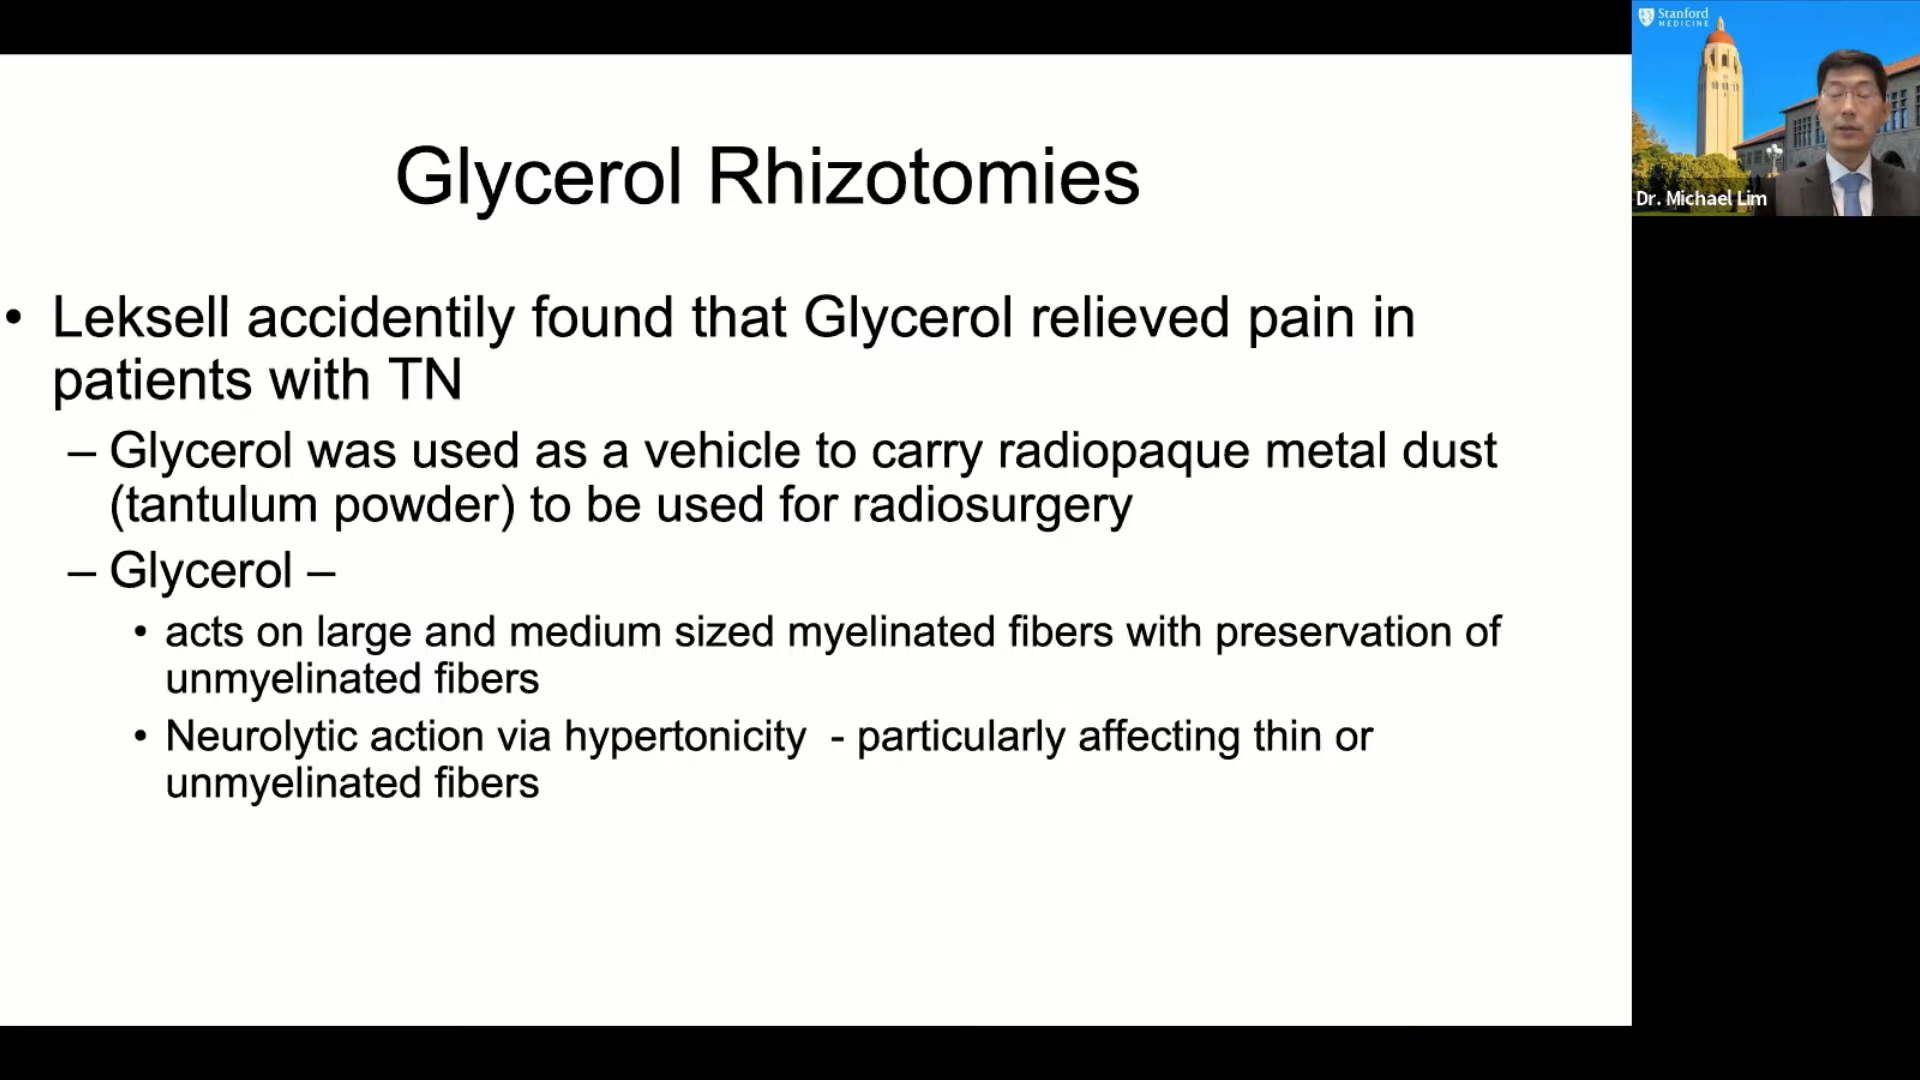 Stanford
MEDICINE
Dr. Michael Lim
Glycerol Rhizotomies
• Leksell accidentily found that Glycerol relieved pain in
patients with TN
– Glycerol was used as a vehicle to carry radiopaque metal dust
(tantulum powder) to be used for radiosurgery
– Glycerol –
• acts on large and medium sized myelinated fibers with preservation of
unmyelinated fibers
• Neurolytic action via hypertonicity  - particularly affecting thin or
unmyelinated fibers